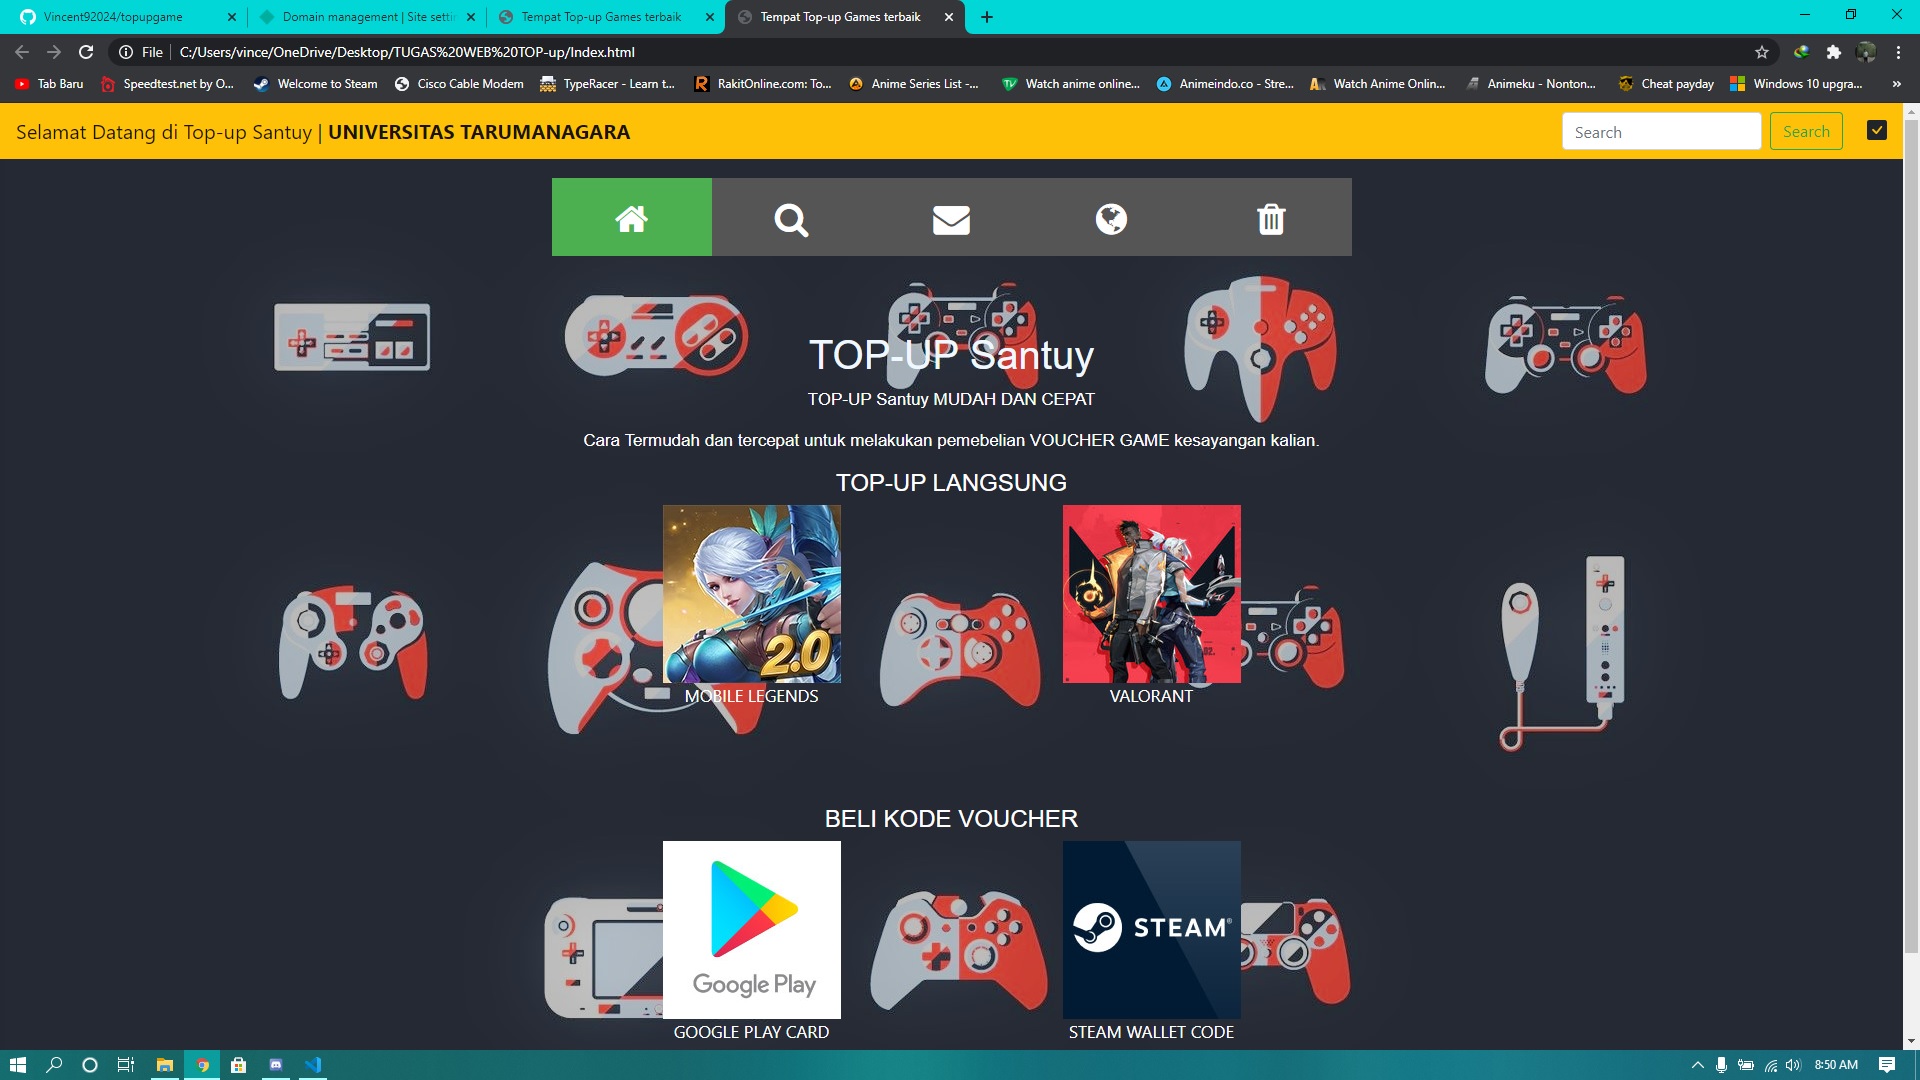 Vincent92024/topupgame
Domain management | Site settin
Tempat Top-up Games terbaik
Tempat Top-up Games terbaik
File
C:/Users/vince/OneDrive/Desktop/TUGAS%20WEB%20TOP-up/Index.html
Tab Baru
Speedtest.net by O...
Welcome to Steam
Cisco Cable Modem
TypeRacer - Learn t...
RakitOnline.com: To...
Anime Series List -...
Watch anime online...
Animeindo.co - Stre...
Watch Anime Onlin...
Animeku - Nonton...
Cheat payday
Windows 10 upgra...
»
Selamat Datang di Top-up Santuy | UNIVERSITAS TARUMANAGARA
Search
Search
TOP-UP Santuy
TOP-UP Santuy MUDAH DAN CEPAT
Cara Termudah dan tercepat untuk melakukan pemebelian VOUCHER GAME kesayangan kalian.
TOP-UP LANGSUNG
2.0
MOBILE LEGENDS
VALORANT
BELI KODE VOUCHER
Google Play
STEAM®
GOOGLE PLAY CARD
STEAM WALLET CODE
8:50 AM